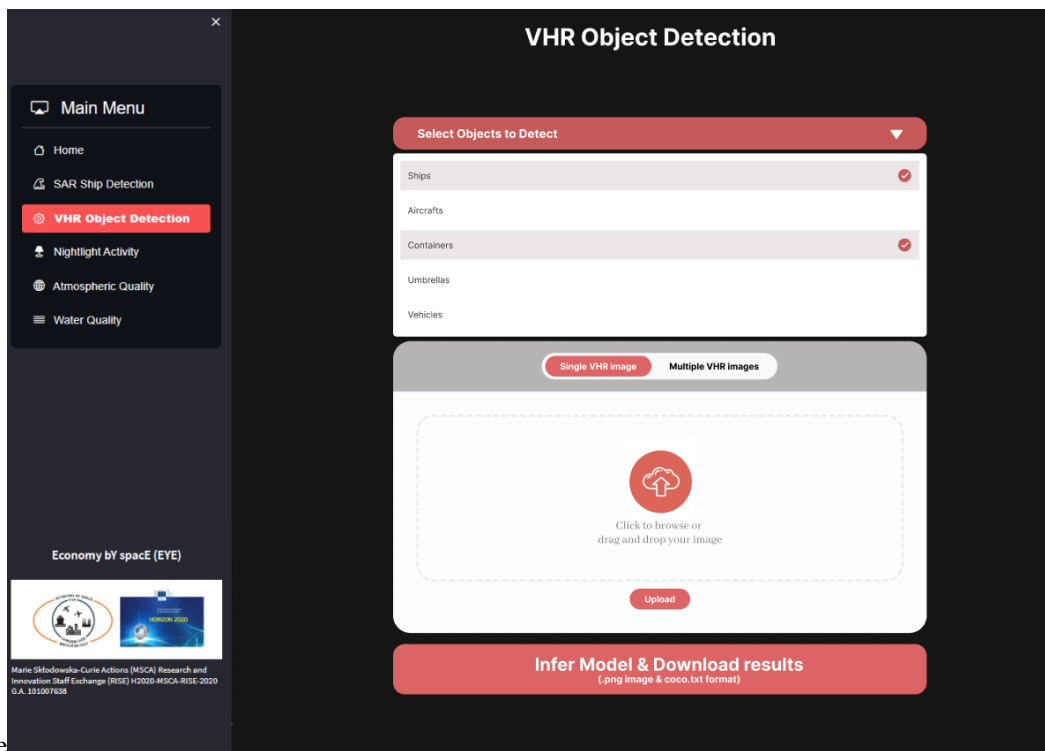 ×
VHR Object Detection
Main Menu
Home
SAR Ship Detection
VHR Object Detection
Nightlight Activity
Atmospheric Quality
Water Quality
Select Objects to Detect
Ships
Aircrafts
Containers
Umbrellas
Vehicles
Single VHR image Multiple VHR images
Click to browse or
drag and drop your image
Upload
Infer Model & Download results
(.png image & coco.txt format)
Economy bY spacE (EYE)
HORIZON 2020
Marie Skłodowska-Curie Actions (MSCA) Research and
Innovation Staff Exchange (RISE) H2020-MSCA-RISE-2020
G.A. 101007638
e